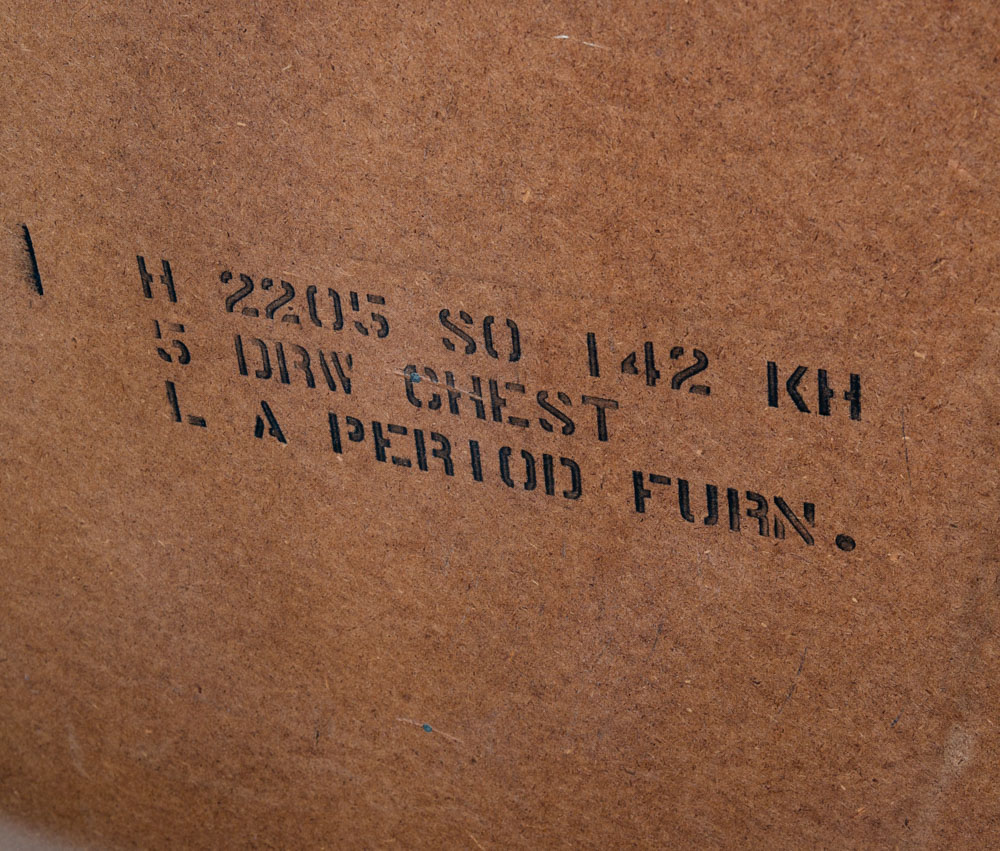 H 2205 SO 142 KH
5 DRW CHEST
L A PERIOD FURN.